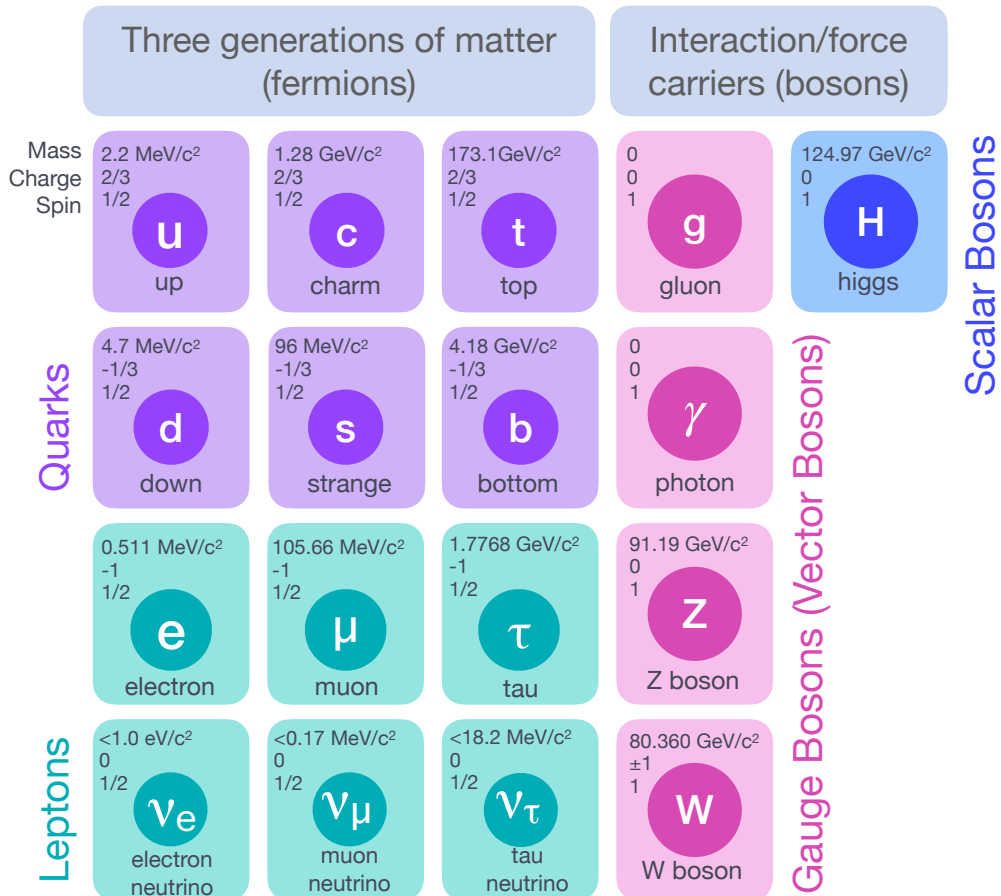 Three generations of matter
(fermions)
Interaction/force
carriers (bosons)
Mass
Charge
Spin
2.2 MeV/c²
2/3
1/2
u
up
1.28 GeV/c²
2/3
1/2
c
charm
173.1GeV/c²
2/3
1/2
t
top
0
0
1
g
gluon
124.97 GeV/c²
0
1
H
higgs
Scalar Bosons
Quarks
4.7 MeV/c²
-1/3
1/2
d
down
96 MeV/c²
-1/3
1/2
s
strange
4.18 GeV/c²
-1/3
1/2
b
bottom
0
0
1
γ
photon
Gauge Bosons (Vector Bosons)
Leptons
0.511 MeV/c²
-1
1/2
e
electron
105.66 MeV/c²
-1
1/2
μ
muon
1.7768 GeV/c²
-1
1/2
τ
tau
91.19 GeV/c²
0
1
Z
Z boson
<1.0 eV/c²
0
1/2
νe
electron
neutrino
<0.17 MeV/c²
0
1/2
νμ
muon
neutrino
<18.2 MeV/c²
0
1/2
ντ
tau
neutrino
80.360 GeV/c²
±1
1
W
W boson